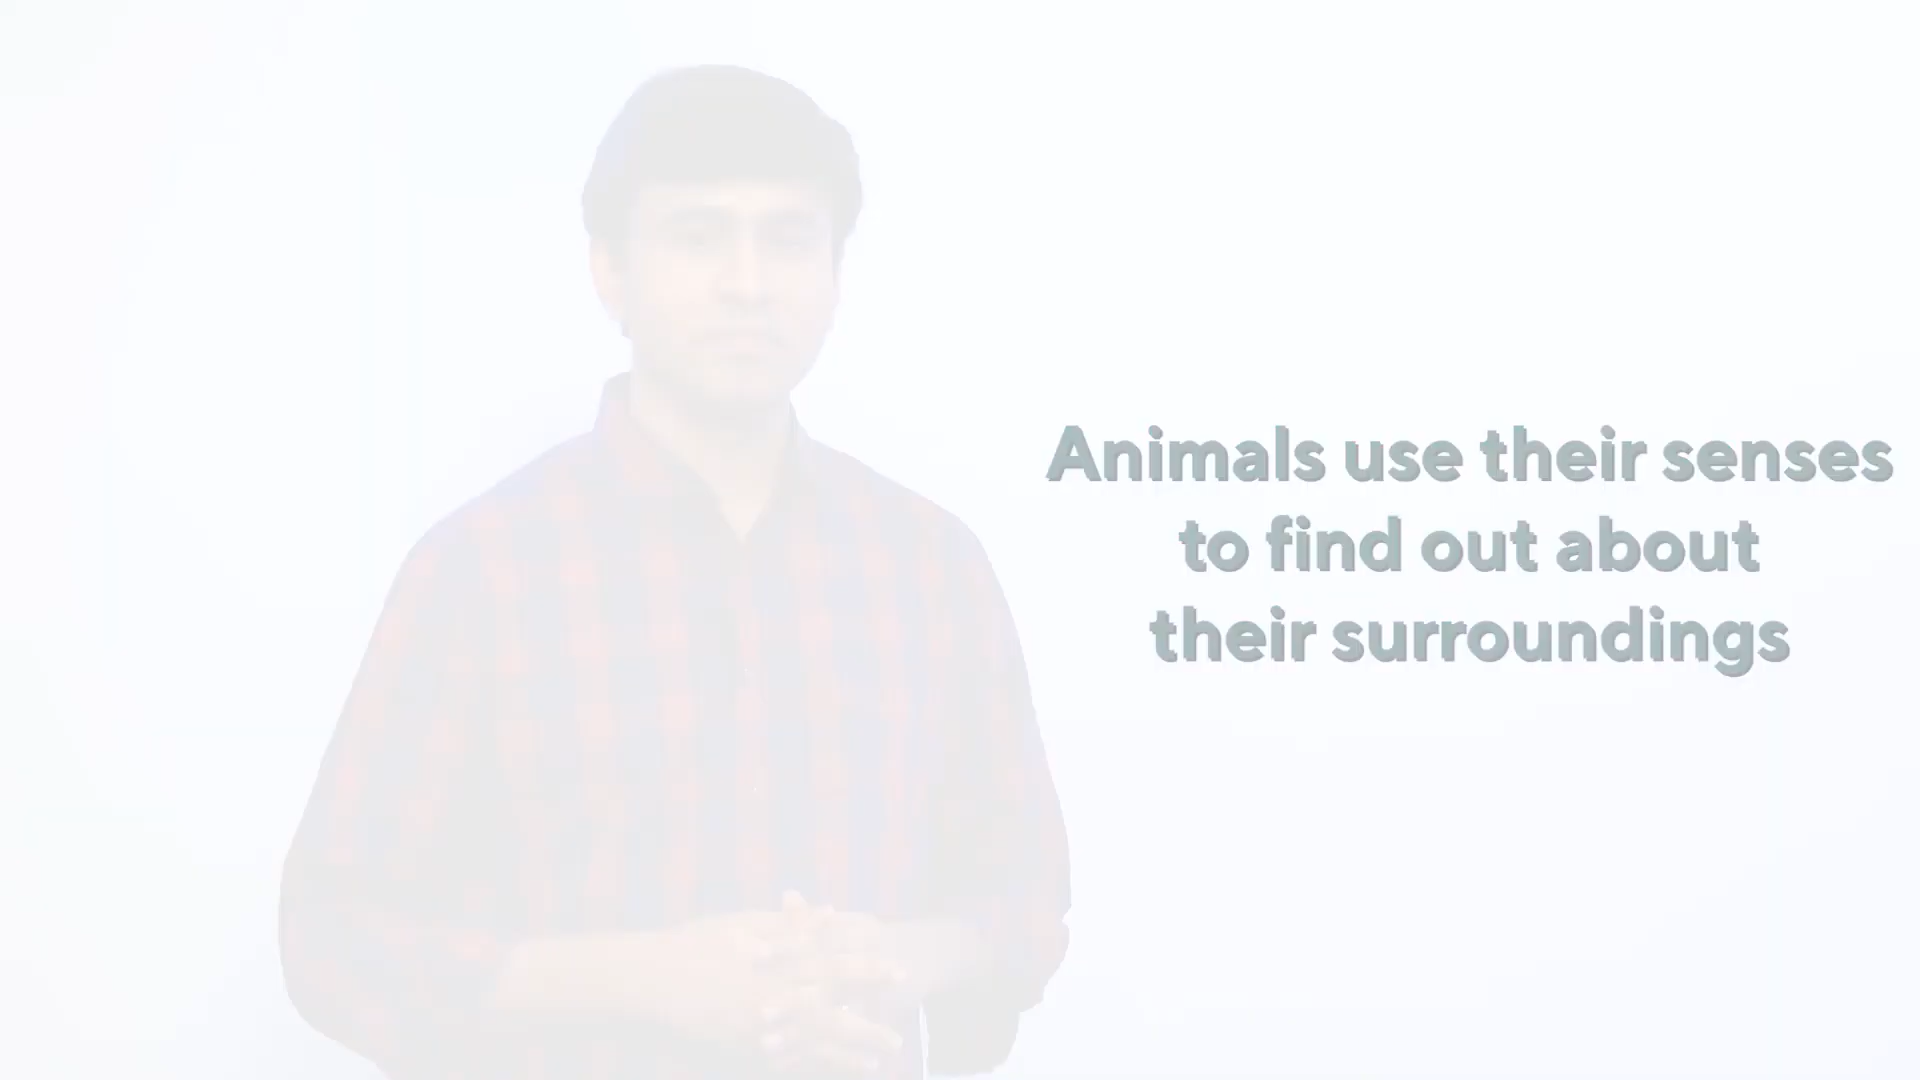 Animals use their senses
to find out about
their surroundings